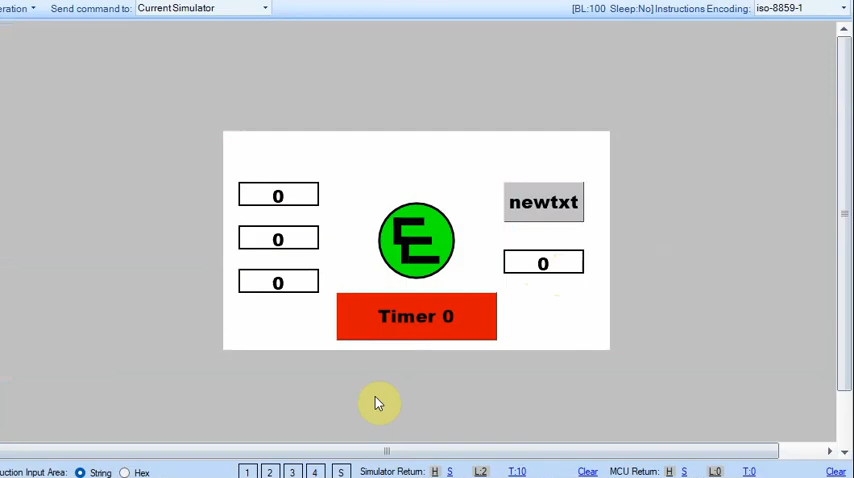 eration Send command to: Current Simulator [BL:100 Sleep:No] Instructions Encoding: iso-8859-1
0
0
0
EE
newtxt
0
Timer 0
uction Input Area: String Hex 1 2 3 4 S Simulator Return: H S L:2 T:10 Clear MCU Return: H S L:0 T:0 Clear